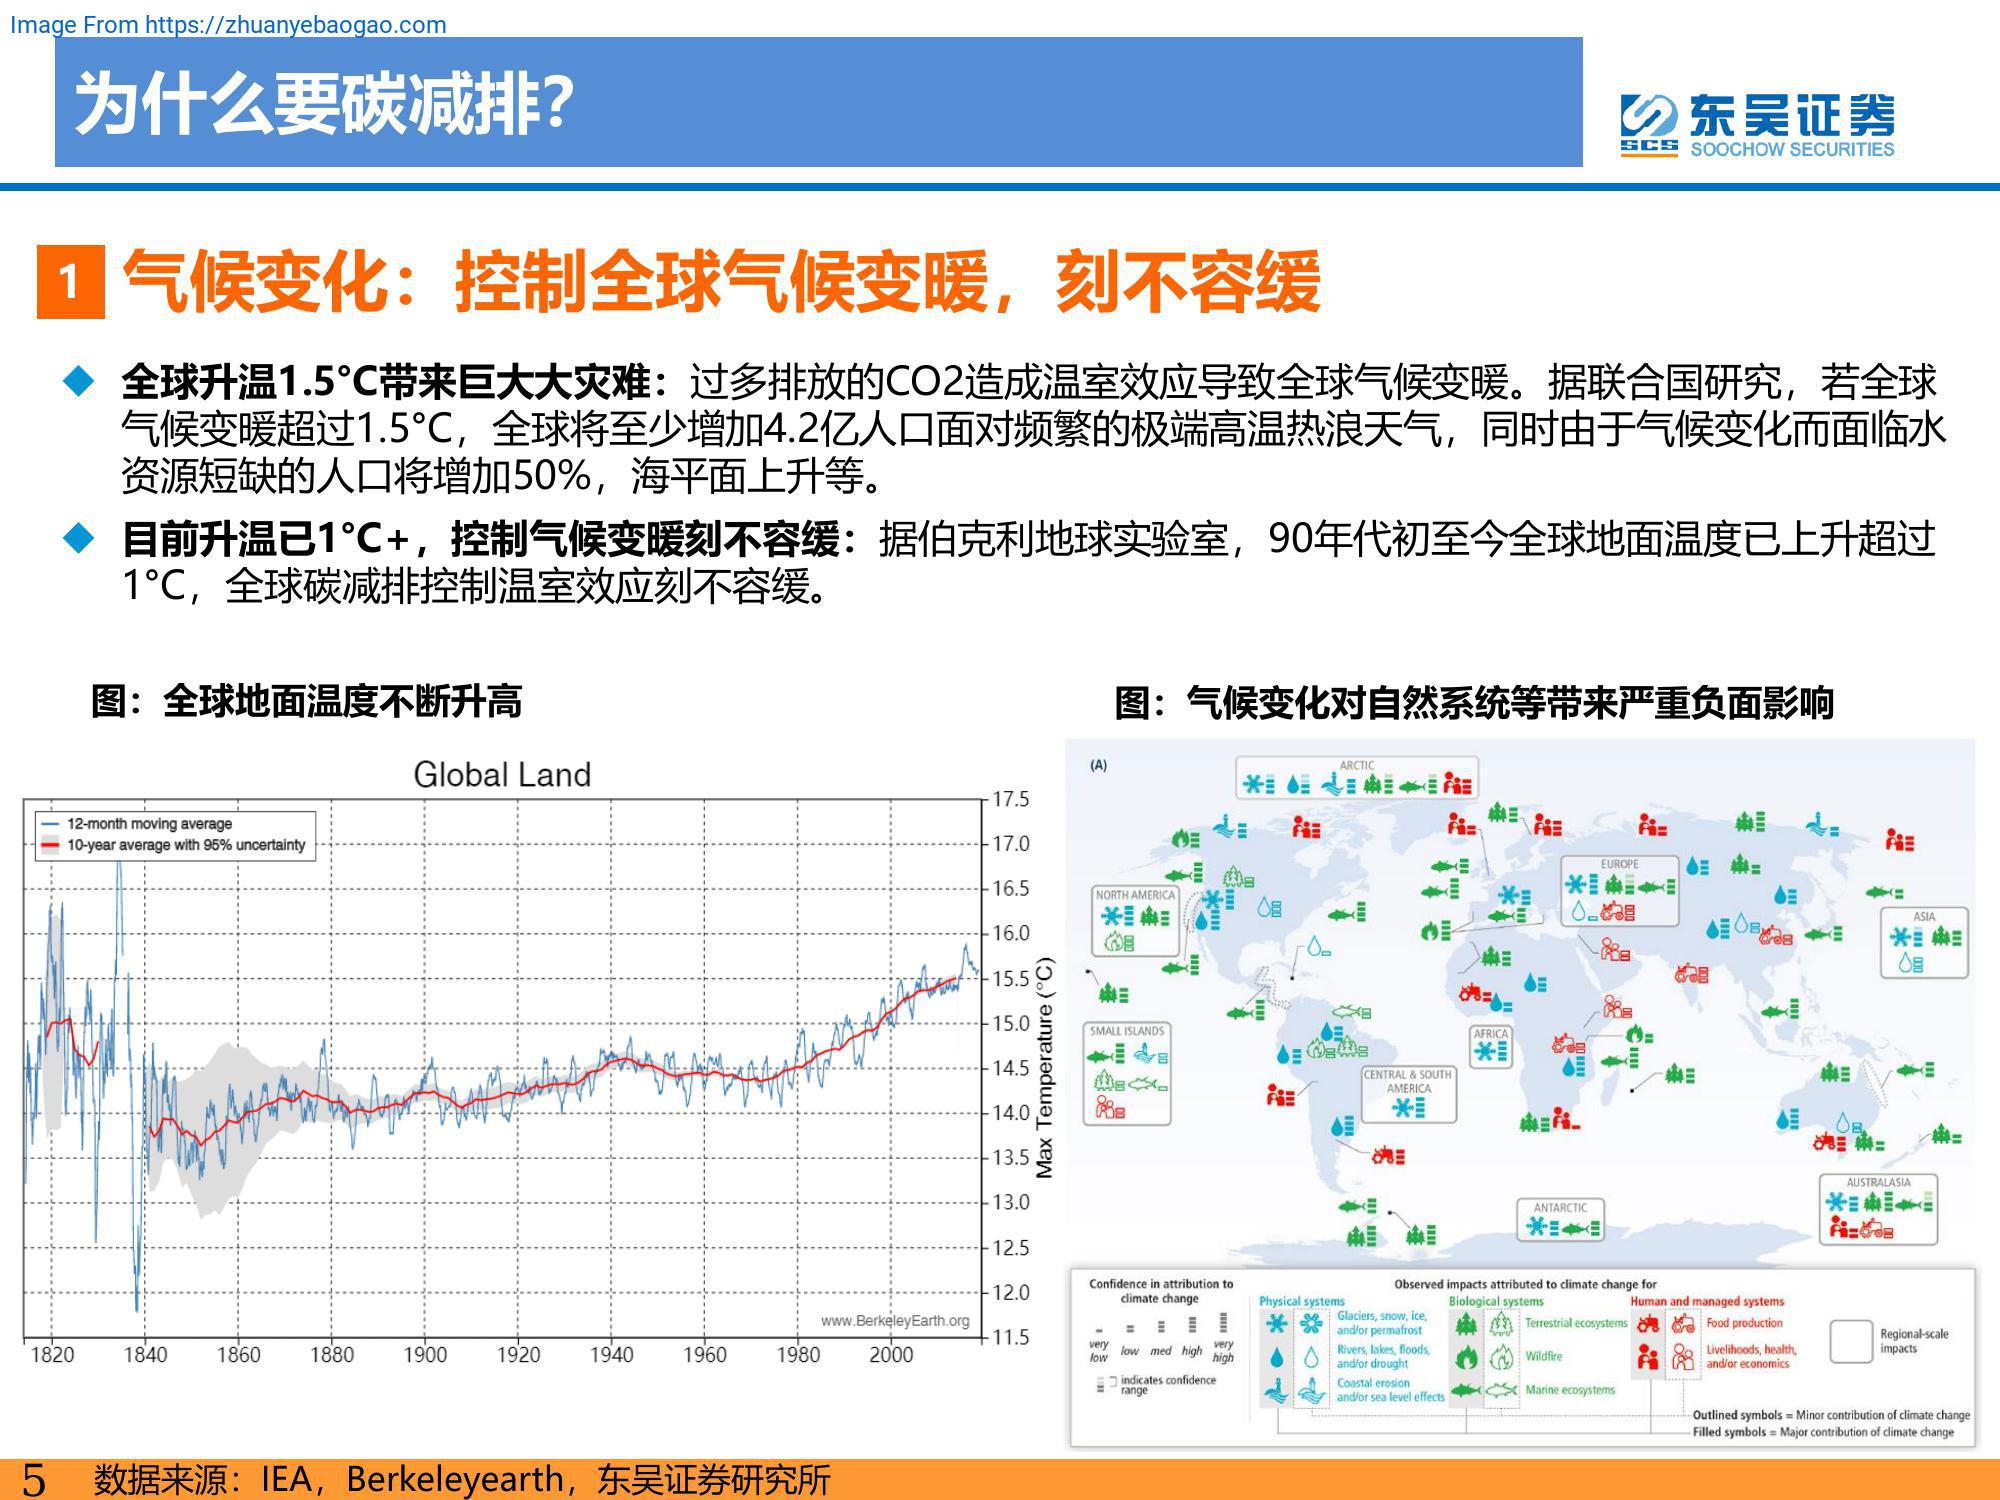 Image From https://zhuanyebaogao.com
为什么要碳减排？
SCS
东吴证券
SOOCHOW SECURITIES
1 气候变化：控制全球气候变暖，刻不容缓
全球升温1.5°C带来巨大大灾难：过多排放的CO2造成温室效应导致全球气候变暖。据联合国研究，若全球
气候变暖超过1.5°C，全球将至少增加4.2亿人口面对频繁的极端高温热浪天气，同时由于气候变化而面临水
资源短缺的人口将增加50%，海平面上升等。
目前升温已1°C+，控制气候变暖刻不容缓：据伯克利地球实验室，90年代初至今全球地面温度已上升超过
1°C，全球碳减排控制温室效应刻不容缓。
图：全球地面温度不断升高
Global Land
12-month moving average
10-year average with 95% uncertainty
17.5
17.0
16.5
16.0
15.5
15.0
14.5
14.0
13.5
13.0
12.5
12.0
11.5
Max Temperature (°C)
www.BerkeleyEarth.org
1820 1840 1860 1880 1900 1920 1940 1960 1980 2000
图：气候变化对自然系统等带来严重负面影响
(A)
ARCTIC
EUROPE
NORTH AMERICA
ASIA
SMALL ISLANDS
AFRICA
CENTRAL & SOUTH
AMERICA
AUSTRALASIA
ANTARCTIC
Confidence in attribution to
climate change
very
low
low
med
high
very
high
indicates confidence
range
Observed impacts attributed to climate change for
Physical systems
Glaciers, snow, ice,
and/or permafrost
Rivers, lakes, floods,
and/or drought
Coastal erosion
and/or sea level effects
Biological systems
Terrestrial ecosystems
Wildfire
Marine ecosystems
Human and managed systems
Food production
Livelihoods, health,
and/or economics
Regional-scale
impacts
Outlined symbols = Minor contribution of climate change
Filled symbols = Major contribution of climate change
5 数据来源：IEA，Berkeleyearth，东吴证券研究所